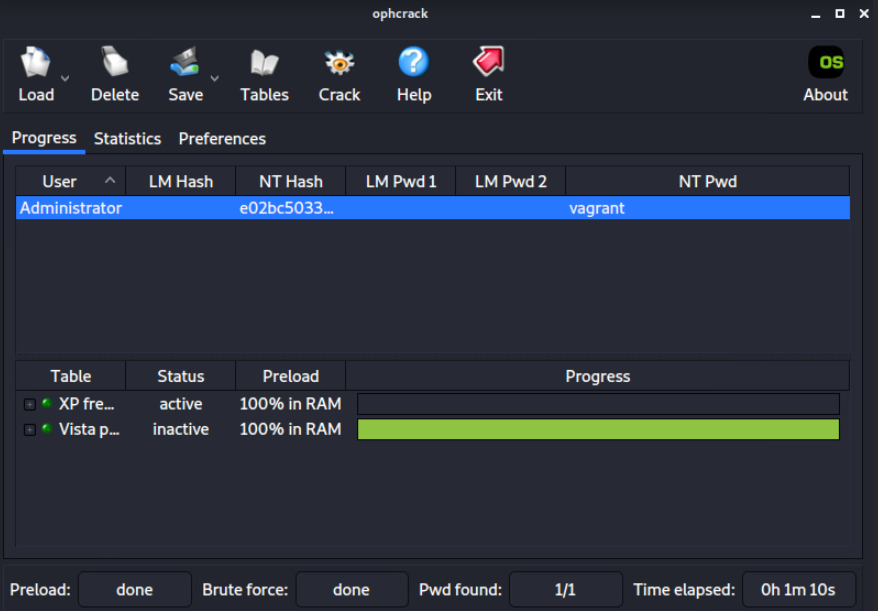 ophcrack
Load Delete Save Tables Crack Help Exit OS About
Progress Statistics Preferences
User LM Hash NT Hash LM Pwd 1 LM Pwd 2 NT Pwd
Administrator e02bc5033... vagrant
Table Status Preload Progress
XP fre... active 100% in RAM
Vista p... inactive 100% in RAM
Preload: done Brute force: done Pwd found: 1/1 Time elapsed: 0h 1m 10s